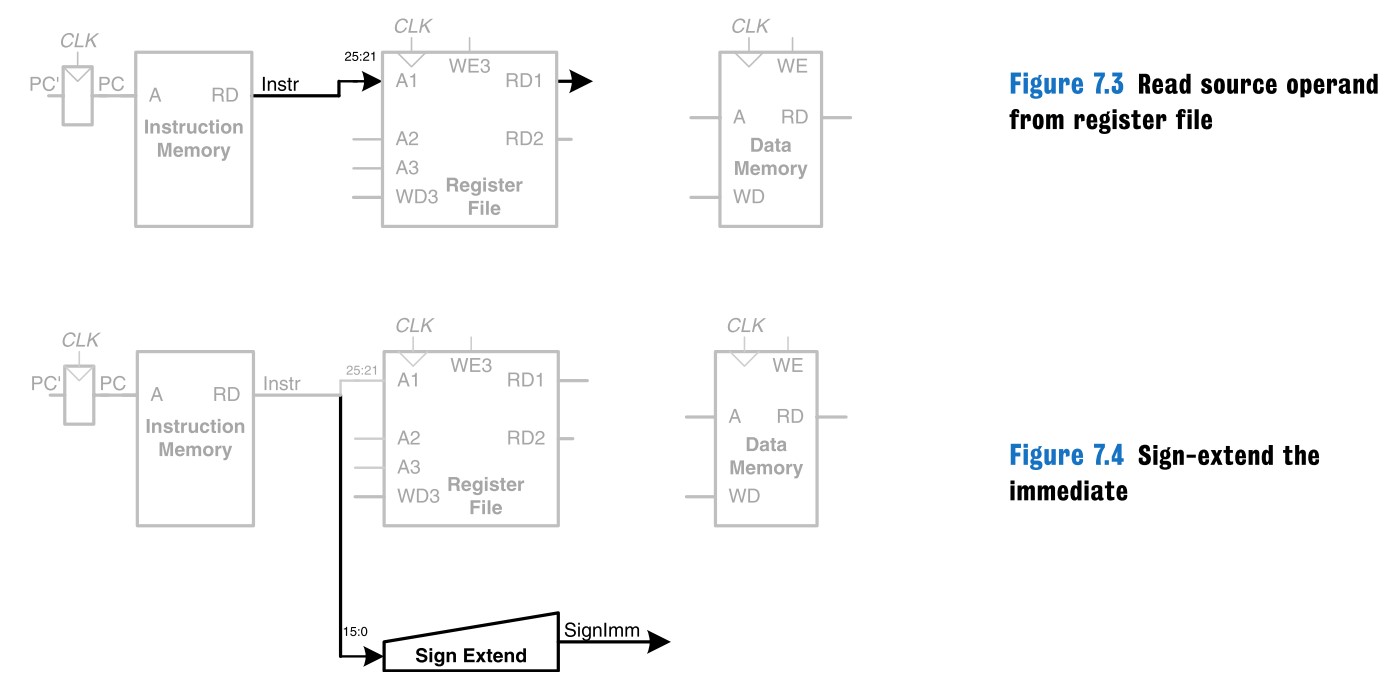 CLK
CLK
CLK
PC'
PC
A
RD
Instr
25:21
A1
WE3
RD1
WE
Instruction
Memory
A2
RD2
A
RD
A3
WD3
Register
File
Data
Memory
WD
Figure 7.3 Read source operand
from register file
CLK
CLK
CLK
PC'
PC
A
RD
Instr
25:21
A1
WE3
RD1
WE
Instruction
Memory
A2
RD2
A
RD
A3
WD3
Register
File
Data
Memory
WD
Figure 7.4 Sign-extend the
immediate
15:0
Sign Extend
SignImm